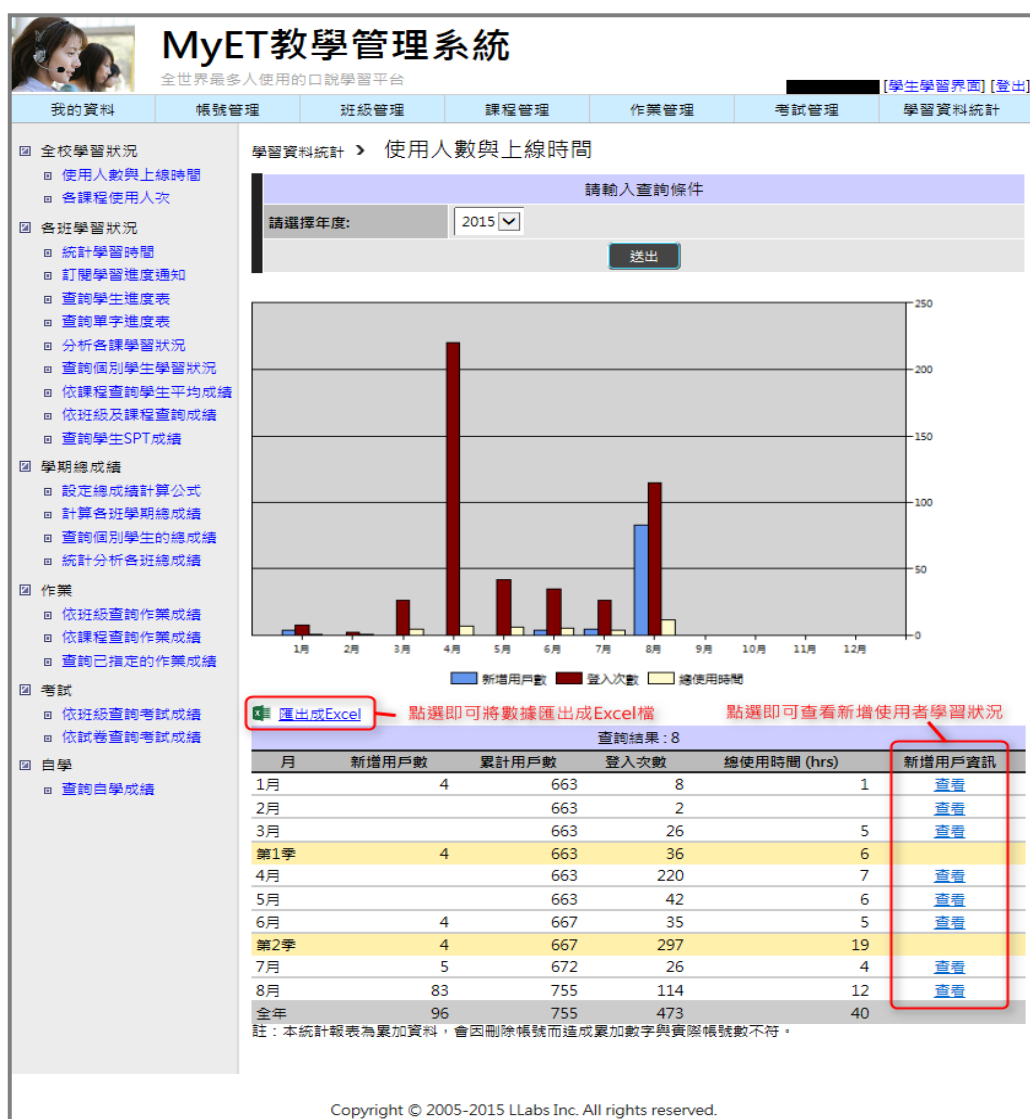 MyET教學管理系統
全世界最多人使用的口說學習平台
[學生學習界面] [登出]
我的資料 帳號管理 班級管理 課程管理 作業管理 考試管理 學習資料統計
全校學習狀況
使用人數與上線時間
各課程使用人次
各班學習狀況
統計學習時間
訂閱學習進度通知
查詢學生進度表
查詢單字進度表
分析各課學習狀況
查詢個別學生學習狀況
依課程查詢學生平均成績
依班級及課程查詢成績
查詢學生SPT成績
學期總成績
設定總成績計算公式
計算各班學期總成績
查詢個別學生的總成績
統計分析各班總成績
作業
依班級查詢作業成績
依課程查詢作業成績
查詢已指定的作業成績
考試
依班級查詢考試成績
依試卷查詢考試成績
自學
查詢自學成績
學習資料統計 > 使用人數與上線時間
請輸入查詢條件
請選擇年度: 2015
送出
250
200
150
100
50
0
1月 2月 3月 4月 5月 6月 7月 8月 9月 10月 11月 12月
新增用戶數 登入次數 總使用時間
匯出成Excel 點選即可將數據匯出成Excel檔 點選即可查看新增使用者學習狀況
查詢結果 : 8
月 新增用戶數 累計用戶數 登入次數 總使用時間 (hrs) 新增用戶資訊
1月 4 663 8 1 查看
2月 663 2 查看
3月 663 26 5 查看
第1季 4 663 36 6
4月 663 220 7 查看
5月 663 42 6 查看
6月 4 667 35 5 查看
第2季 4 667 297 19
7月 5 672 26 4 查看
8月 83 755 114 12 查看
全年 96 755 473 40
註：本統計報表為累加資料，會因刪除帳號而造成累加數字與實際帳號數不符。
Copyright © 2005-2015 LLabs Inc. All rights reserved.